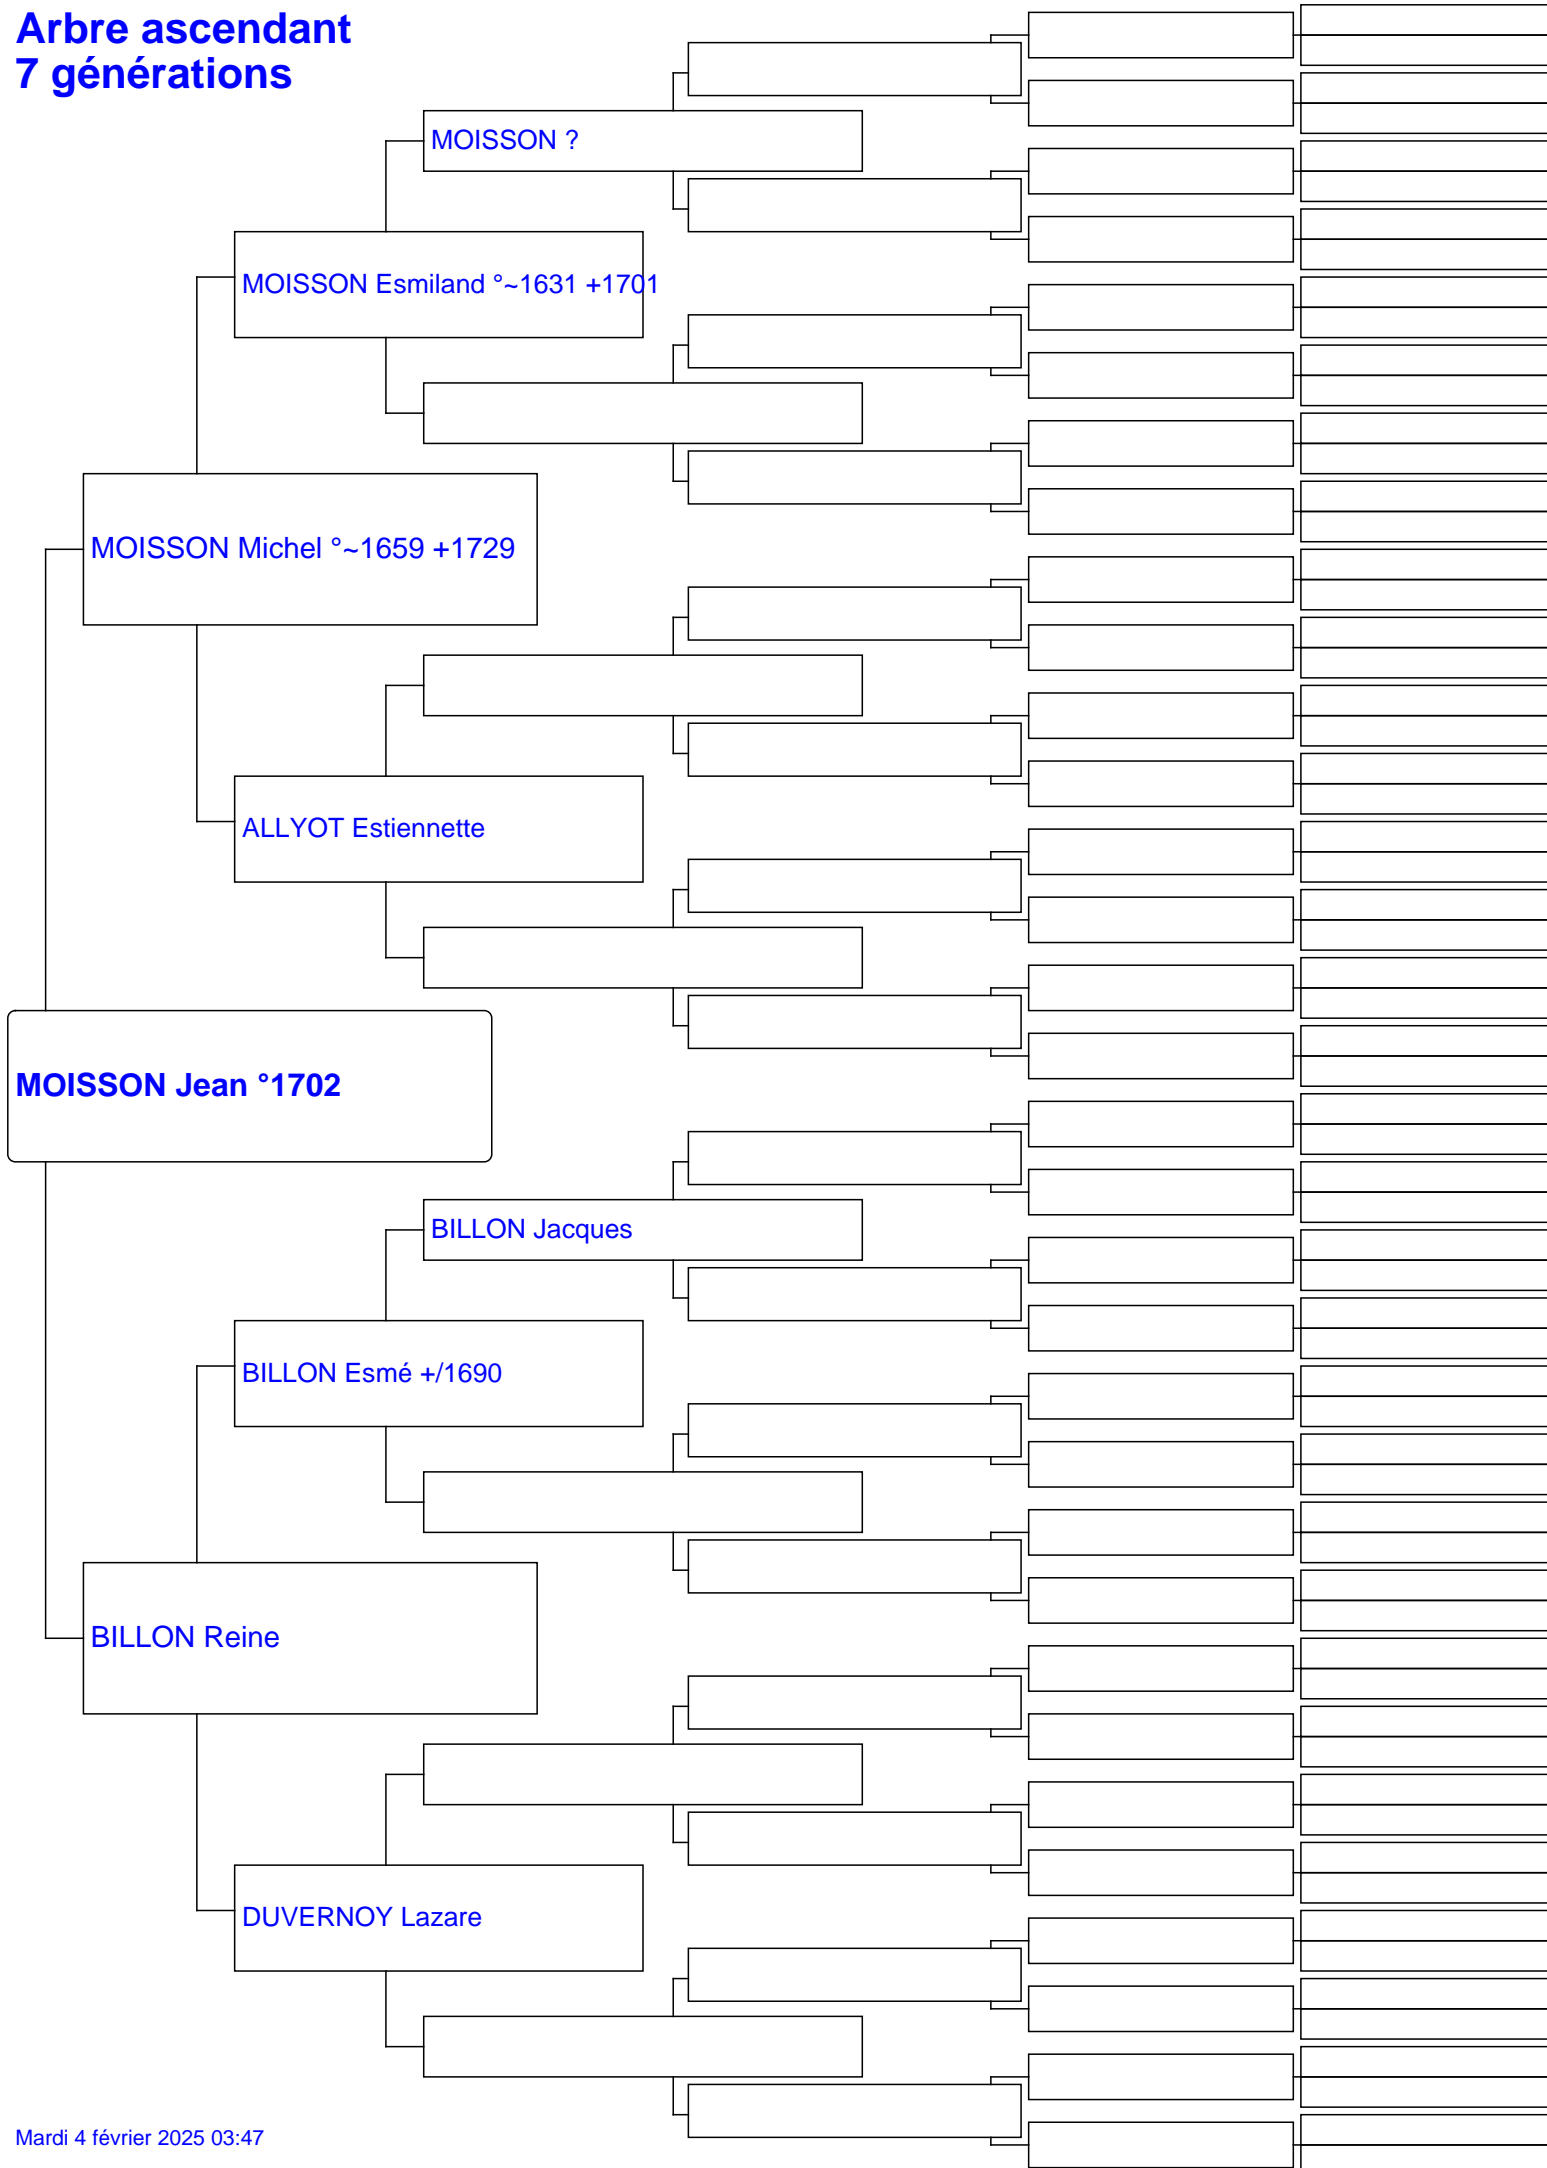 Arbre ascendant
7 générations
MOISSON ?
MOISSON Esmiland °~1631 +1701
MOISSON Michel °~1659 +1729
ALLYOT Estiennette
MOISSON Jean °1702
BILLON Jacques
BILLON Esmé +/1690
BILLON Reine
DUVERNOY Lazare
Mardi 4 février 2025 03:47